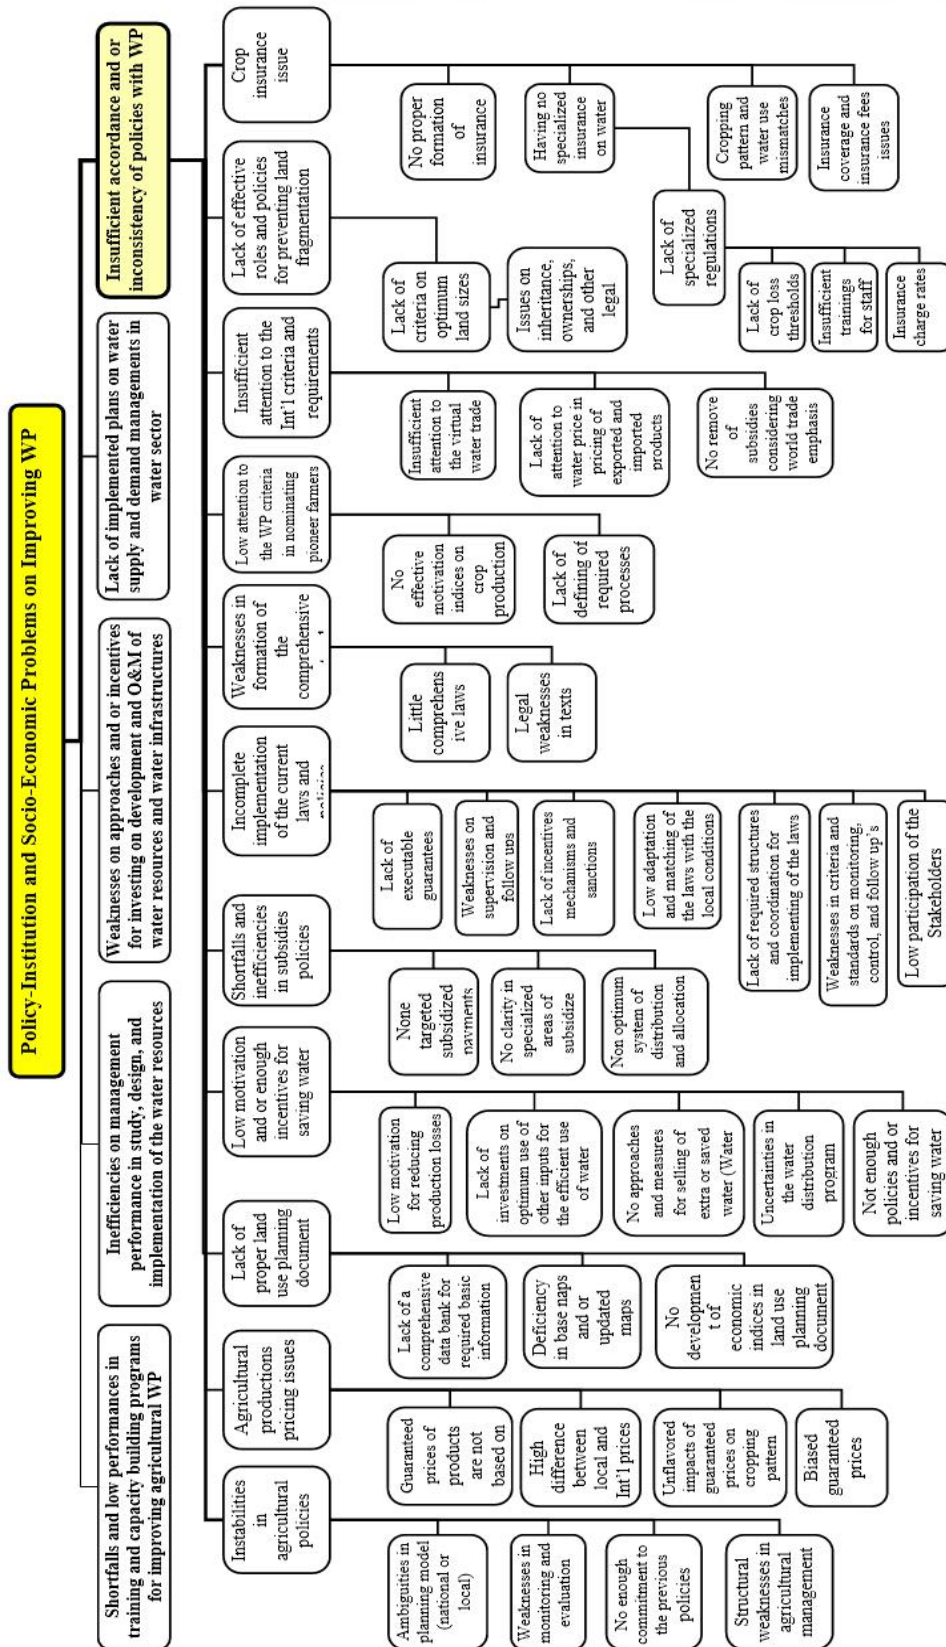 Policy-Institution and Socio-Economic Problems on Improving WP
Shortfalls and low performances in
training and capacity building programs
for improving agricultural WP
Inefficiencies on management
performance in study, design, and
implementation of the water resources
Weaknesses on approaches and or incentives
for investing on development and O&M of
water resources and water infrastructures
Lack of implemented plans on water
supply and demand managements in
water sector
Insufficient accordance and or
inconsistency of policies with WP
Instabilities
in
agricultural
policies
Agricultural
productions
pricing issues
Lack of
proper land
use planning
document
Low motivation
and or enough
incentives for
saving water
Shortfalls and
inefficiencies
in subsidies
policies
Incomplete
implementation
of the current
laws and
Weaknesses in
formation of
the
comprehensive
Low attention to
the WP criteria
in nominating
pioneer farmers
Insufficient
attention to the
Int'l criteria and
requirements
Lack of effective
roles and policies
for preventing land
fragmentation
Crop
insurance
issue
Ambiguities in
planning model
(national or
local)
Weaknesses in
monitoring and
evaluation
No enough
commitment to
the previous
policies
Structural
weaknesses in
agricultural
management
Guaranteed
prices of
products
are not
based on
High
difference
between
local and
Int'l prices
Unflavored
impacts of
guaranteed
prices on
cropping
pattern
Biased
guaranteed
prices
Lack of a
comprehensive
data bank for
required basic
information
Deficiency
in base naps
and or
updated
maps
No
developmen
t of
economic
indices in
land use
planning
document
Low motivation
for reducing
production losses
Lack of
investments on
optimum use of
other inputs for
the efficient use
of water
No approaches
and measures
for selling of
extra or saved
water (Water
Uncertainties in
the water
distribution
program
Not enough
policies and or
incentives for
saving water
None
targeted
subsidized
payments
No clarity in
specialized
areas of
subsidize
Non optimum
system of
distribution
and allocation
Lack of
executable
guarantees
Weaknesses on
supervision and
follow ups
Lack of incentives
mechanisms and
sanctions
Low adaptation
and matching of
the laws with the
local conditions
Lack of required structures
and coordination for
implementing of the laws
Weaknesses in criteria and
standards on monitoring,
control, and follow up's
Low participation of the
Stakeholders
Little
comprehens
ive laws
Legal
weaknesses
in texts
No
effective
motivation
indices on
crop
production
Lack of
defining of
required
processes
Insufficient
attention to
the virtual
water trade
Lack of
attention to
water price in
pricing of
exported and
imported
products
No remove
of
subsidies
considering
world trade
emphasis
Lack of
criteria on
optimum
land sizes
Issues on
inheritance,
ownerships,
and other
legal
No proper
formation
of
insurance
Having no
specialized
insurance
on water
Lack of
specialized
regulations
Lack of
crop loss
thresholds
Insufficient
trainings
for staff
Insurance
charge rates
Cropping
pattern and
water use
mismatches
Insurance
coverage and
insurance fees
issues